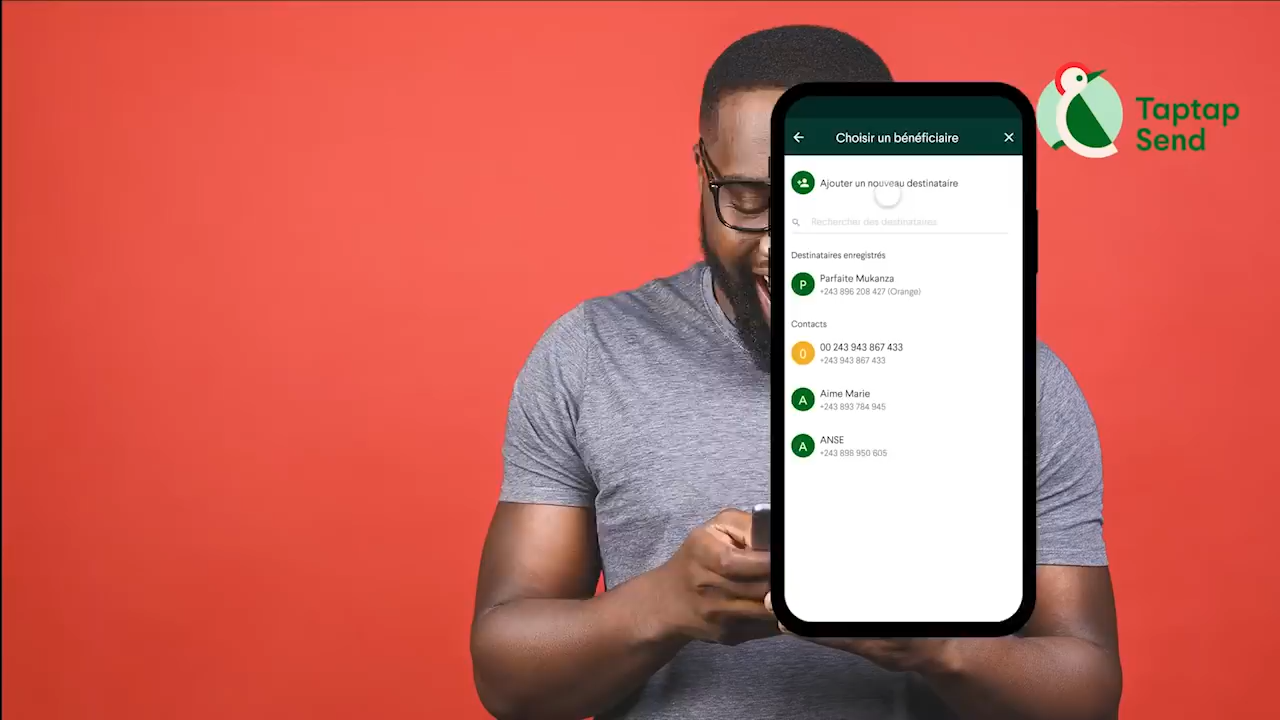 Taptap
Send
Choisir un bénéficiaire
Ajouter un nouveau destinataire
Rechercher des destinataires
Destinataires enregistrés
P
Parfaite Mukanza
+243 896 208 427 (Orange)
Contacts
0
00 243 943 867 433
+243 943 867 433
A
Aime Marie
+243 893 784 945
A
ANSE
+243 898 950 605